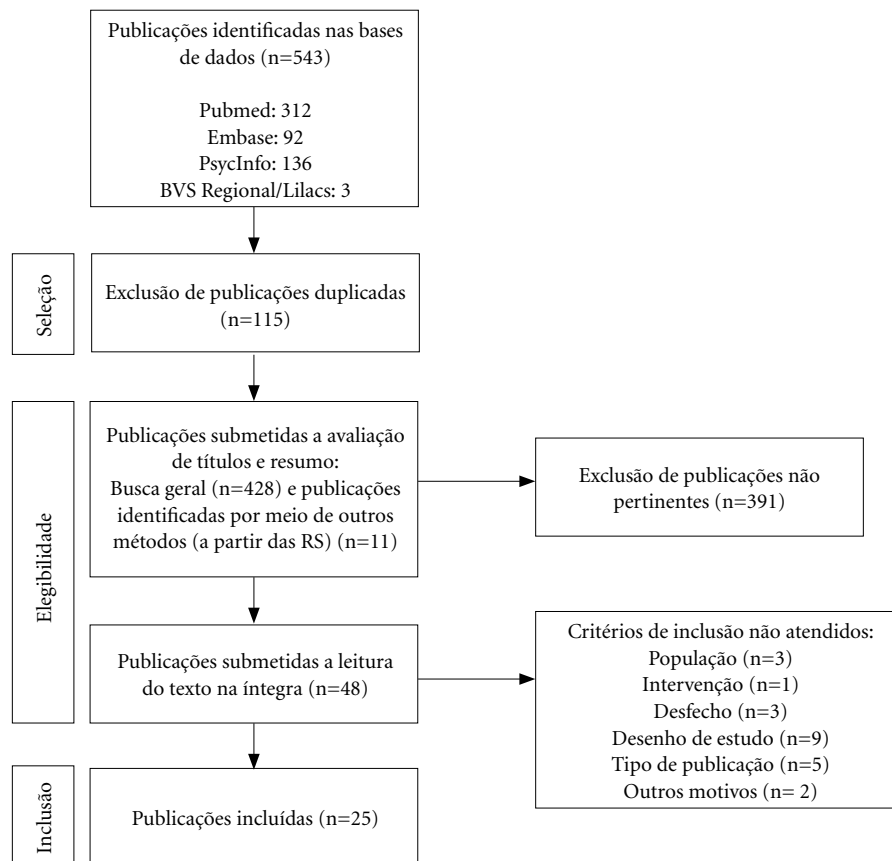 Publicações identificadas nas bases
de dados (n=543)
Pubmed: 312
Embase: 92
PsycInfo: 136
BVS Regional/Lilacs: 3
Seleção
Exclusão de publicações duplicadas
(n=115)
Elegibilidade
Publicações submetidas a avaliação
de títulos e resumo:
Busca geral (n=428) e publicações
identificadas por meio de outros
métodos (a partir das RS) (n=11)
Exclusão de publicações não
pertinentes (n=391)
Publicações submetidas a leitura
do texto na íntegra (n=48)
Critérios de inclusão não atendidos:
População (n=3)
Intervenção (n=1)
Desfecho (n=3)
Desenho de estudo (n=9)
Tipo de publicação (n=5)
Outros motivos (n= 2)
Inclusão
Publicações incluídas (n=25)